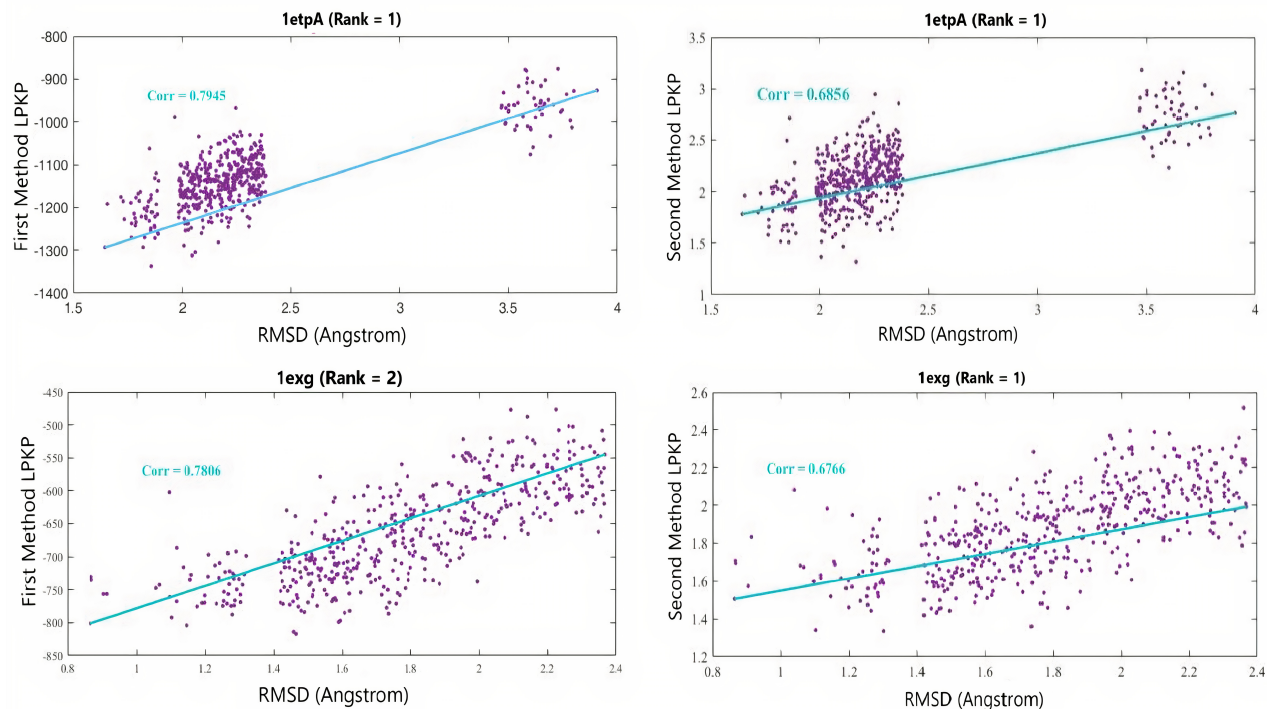 1etpA (Rank = 1)
First Method LPKP
-800
-900
-1000
-1100
-1200
-1300
-1400
Corr = 0.7945
1.5 2 2.5 3 3.5 4
RMSD (Angstrom)
1etpA (Rank = 1)
Second Method LPKP
3.5
3
2.5
2
1.5
1
Corr = 0.6856
1.5 2 2.5 3 3.5 4
RMSD (Angstrom)
1exg (Rank = 2)
First Method LPKP
-450
-500
-550
-600
-650
-700
-750
-800
-850
Corr = 0.7806
0.8 1 1.2 1.4 1.6 1.8 2 2.2 2.4
RMSD (Angstrom)
1exg (Rank = 1)
Second Method LPKP
2.6
2.4
2.2
2
1.8
1.6
1.4
1.2
Corr = 0.6766
0.8 1 1.2 1.4 1.6 1.8 2 2.2 2.4
RMSD (Angstrom)